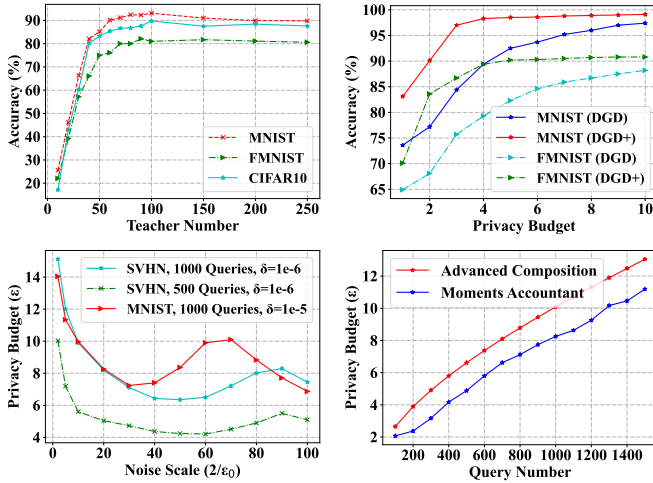 90
80
70
60
50
40
30
20
0
50
100
150
200
250
Accuracy (%)
Teacher Number
MNIST
FMNIST
CIFAR10
100
95
90
85
80
75
70
65
2
4
6
8
10
Accuracy (%)
Privacy Budget
MNIST (DGD)
MNIST (DGD+)
FMNIST (DGD)
FMNIST (DGD+)
14
12
10
8
6
4
0
20
40
60
80
100
Privacy Budget (ε)
Noise Scale (2/ε₀)
SVHN, 1000 Queries, δ=1e-6
SVHN, 500 Queries, δ=1e-6
MNIST, 1000 Queries, δ=1e-5
12
10
8
6
4
2
200
400
600
800
1000
1200
1400
Privacy Budget (ε)
Query Number
Advanced Composition
Moments Accountant